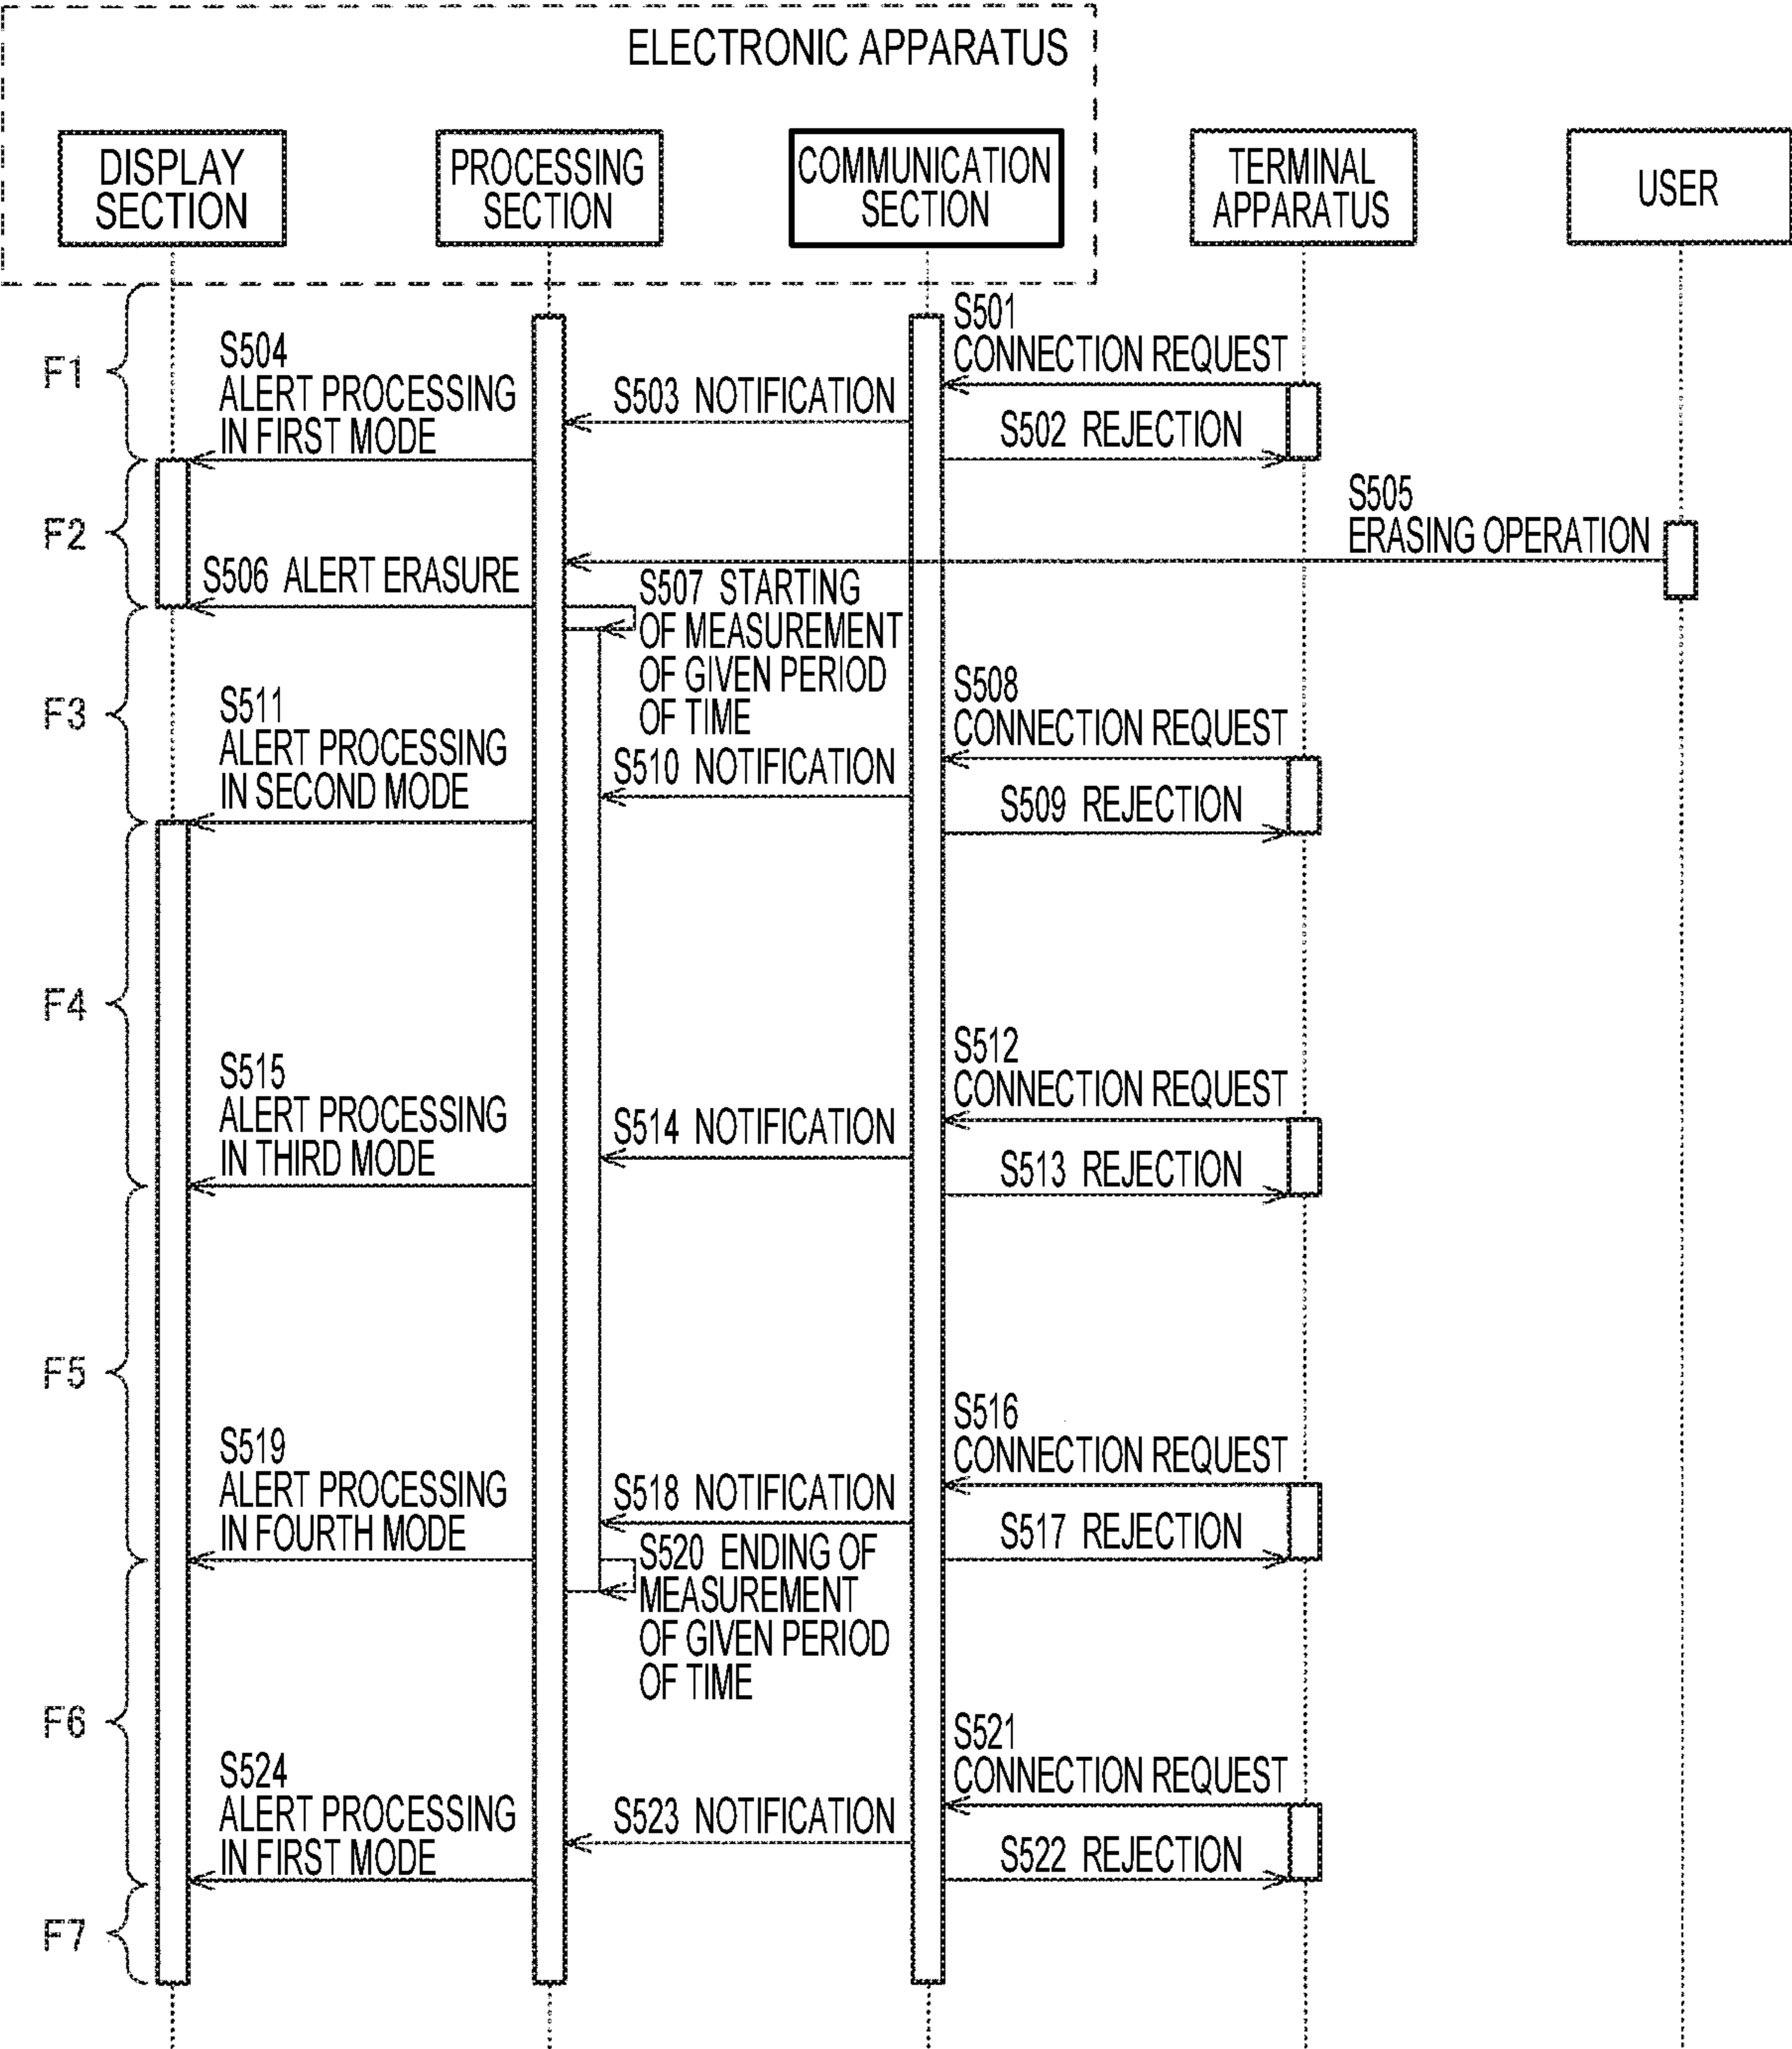 ELECTRONIC APPARATUS
DISPLAY
SECTION
PROCESSING
SECTION
COMMUNICATION
SECTION
TERMINAL
APPARATUS
USER
F1
S504
ALERT PROCESSING
IN FIRST MODE
S503 NOTIFICATION
S501
CONNECTION REQUEST
S502 REJECTION
F2
S505
ERASING OPERATION
S506 ALERT ERASURE
S507 STARTING
OF MEASUREMENT
OF GIVEN PERIOD
OF TIME
F3
S511
ALERT PROCESSING
IN SECOND MODE
S510 NOTIFICATION
S508
CONNECTION REQUEST
S509 REJECTION
F4
S515
ALERT PROCESSING
IN THIRD MODE
S514 NOTIFICATION
S512
CONNECTION REQUEST
S513 REJECTION
F5
S519
ALERT PROCESSING
IN FOURTH MODE
S518 NOTIFICATION
S516
CONNECTION REQUEST
S517 REJECTION
S520 ENDING OF
MEASUREMENT
OF GIVEN PERIOD
OF TIME
F6
S524
ALERT PROCESSING
IN FIRST MODE
S523 NOTIFICATION
S521
CONNECTION REQUEST
S522 REJECTION
F7